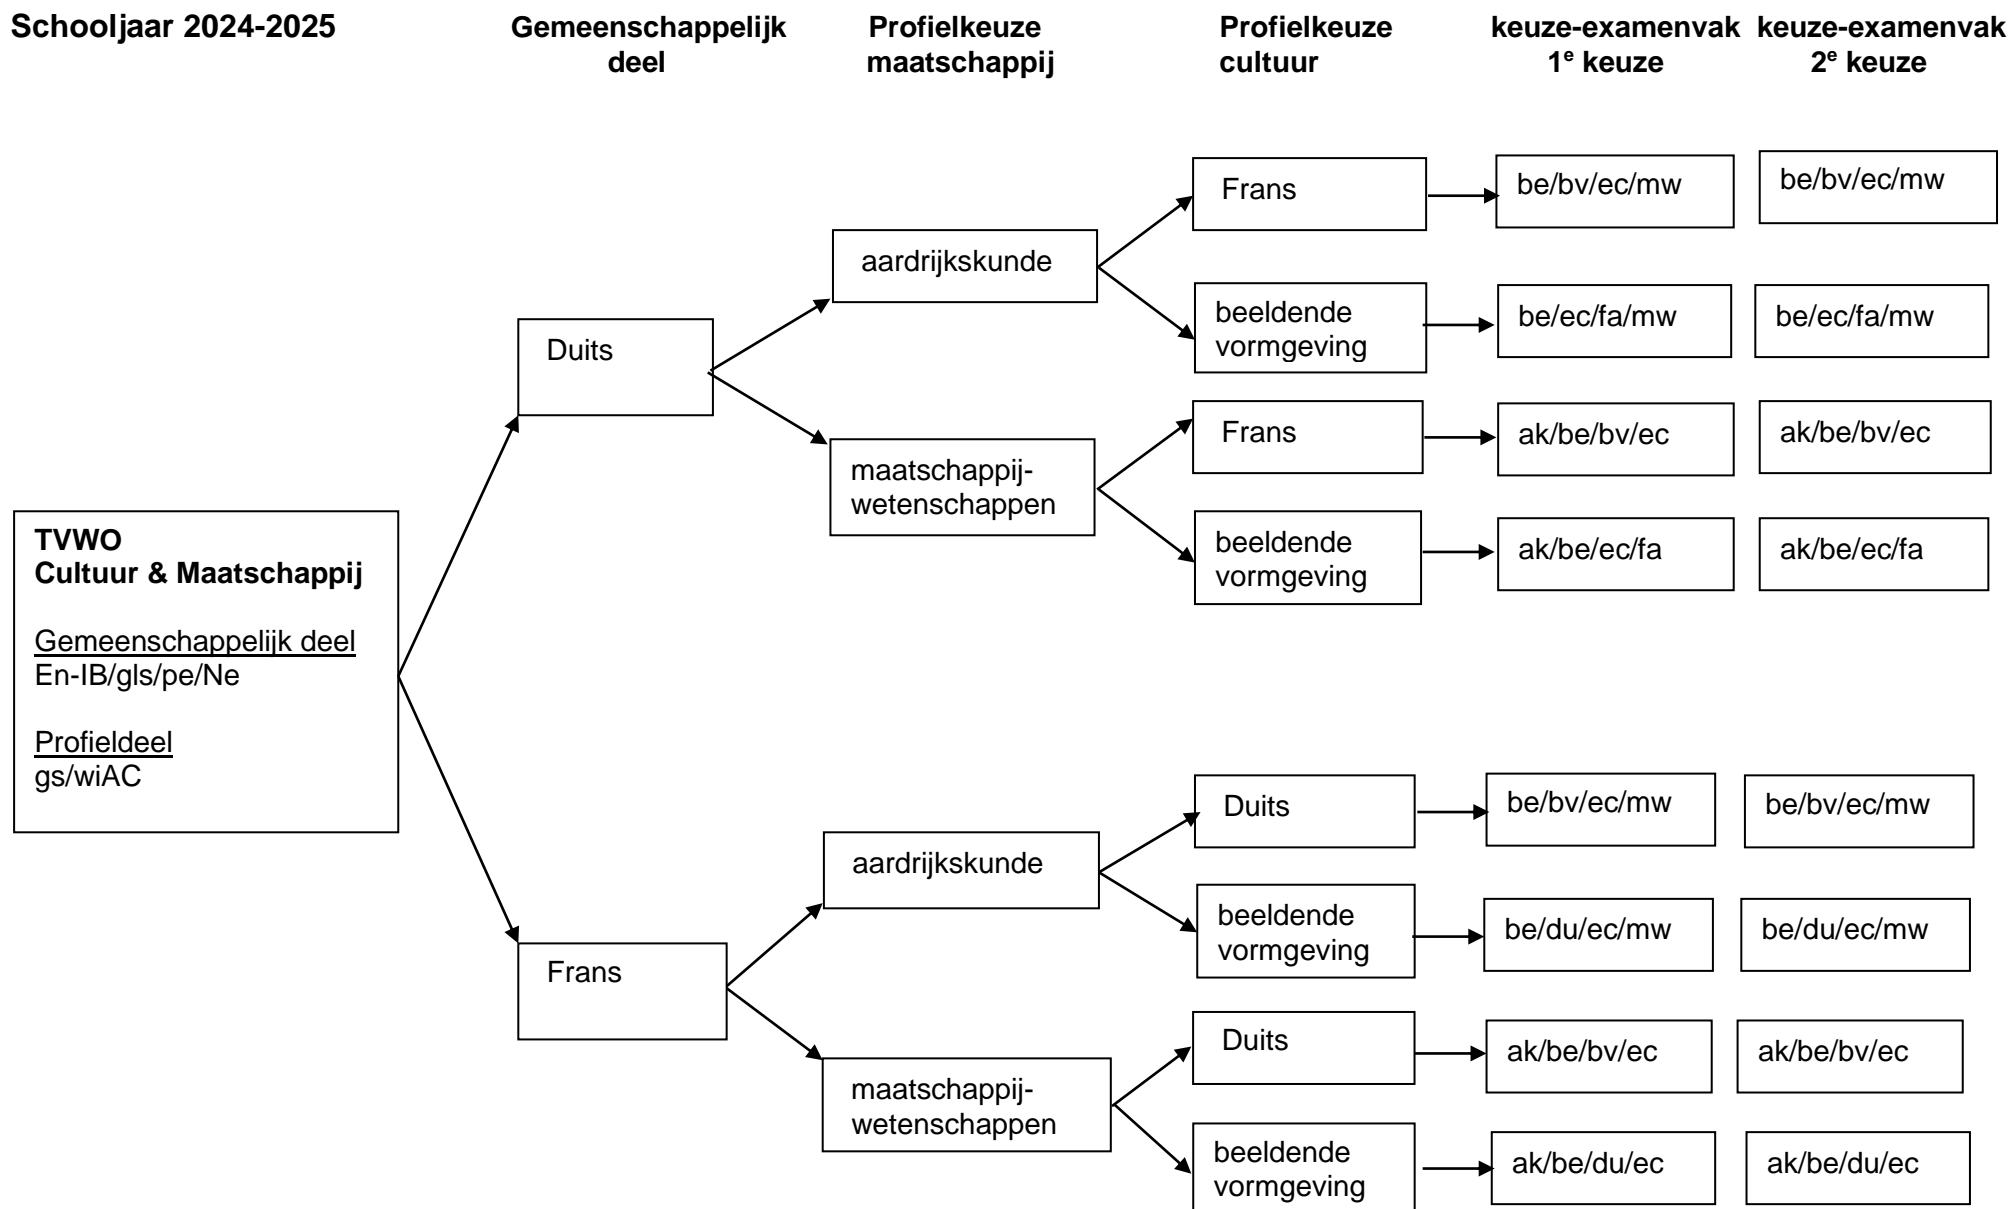 Schooljaar 2024-2025
Gemeenschappelijk
deel
Profielkeuze
maatschappij
Profielkeuze
cultuur
keuze-examenvak
1e keuze
keuze-examenvak
2e keuze
TVWO
Cultuur & Maatschappij
Gemeenschappelijk deel
En-IB/gls/pe/Ne
Profieldeel
gs/wiAC
Duits
aardrijkskunde
Frans
be/bv/ec/mw
be/bv/ec/mw
beeldende
vormgeving
be/ec/fa/mw
be/ec/fa/mw
maatschappij-
wetenschappen
Frans
ak/be/bv/ec
ak/be/bv/ec
beeldende
vormgeving
ak/be/ec/fa
ak/be/ec/fa
Frans
aardrijkskunde
Duits
be/bv/ec/mw
be/bv/ec/mw
beeldende
vormgeving
be/du/ec/mw
be/du/ec/mw
maatschappij-
wetenschappen
Duits
ak/be/bv/ec
ak/be/bv/ec
beeldende
vormgeving
ak/be/du/ec
ak/be/du/ec